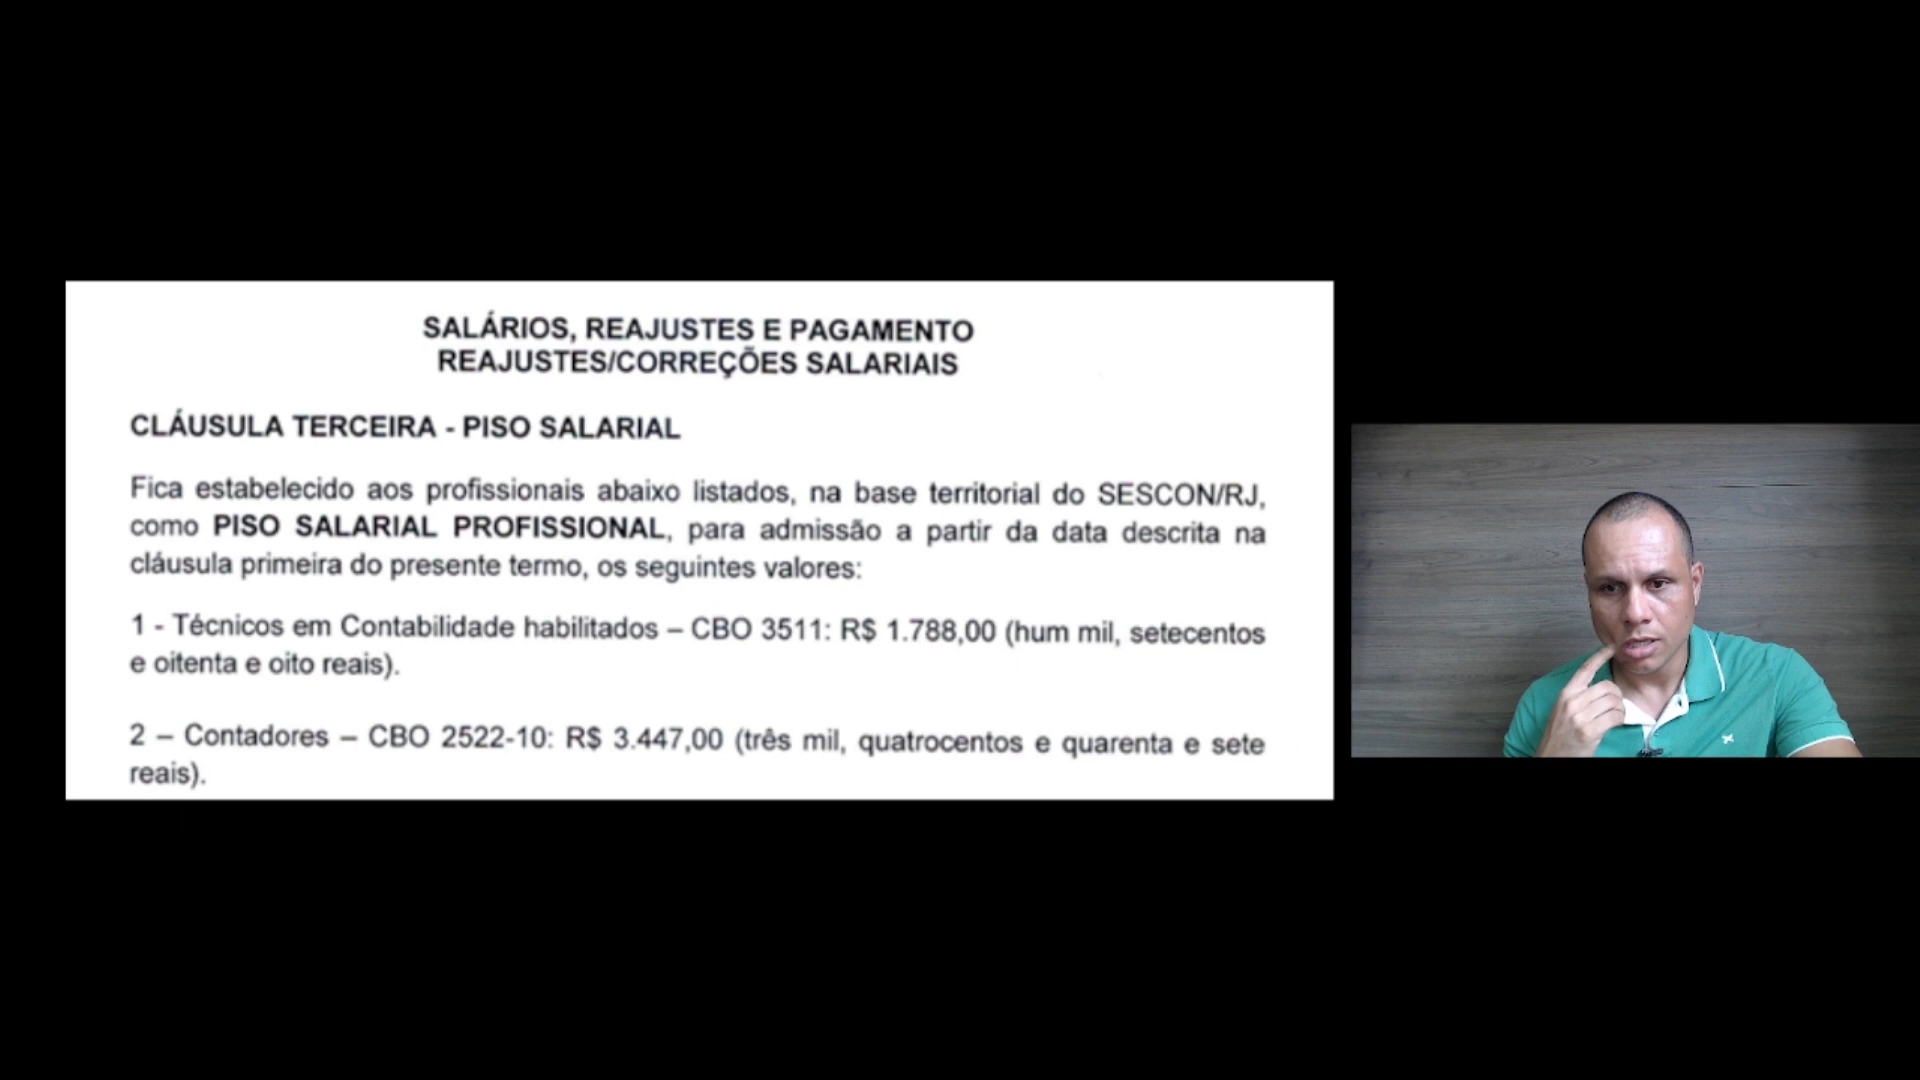 SALÁRIOS, REAJUSTES E PAGAMENTO
REAJUSTES/CORREÇÕES SALARIAIS
CLÁUSULA TERCEIRA - PISO SALARIAL
Fica estabelecido aos profissionais abaixo listados, na base territorial do SESCON/RJ,
como PISO SALARIAL PROFISSIONAL, para admissão a partir da data descrita na
cláusula primeira do presente termo, os seguintes valores:
1 - Técnicos em Contabilidade habilitados – CBO 3511: R$ 1.788,00 (hum mil, setecentos
e oitenta e oito reais).
2 – Contadores – CBO 2522-10: R$ 3.447,00 (três mil, quatrocentos e quarenta e sete
reais).